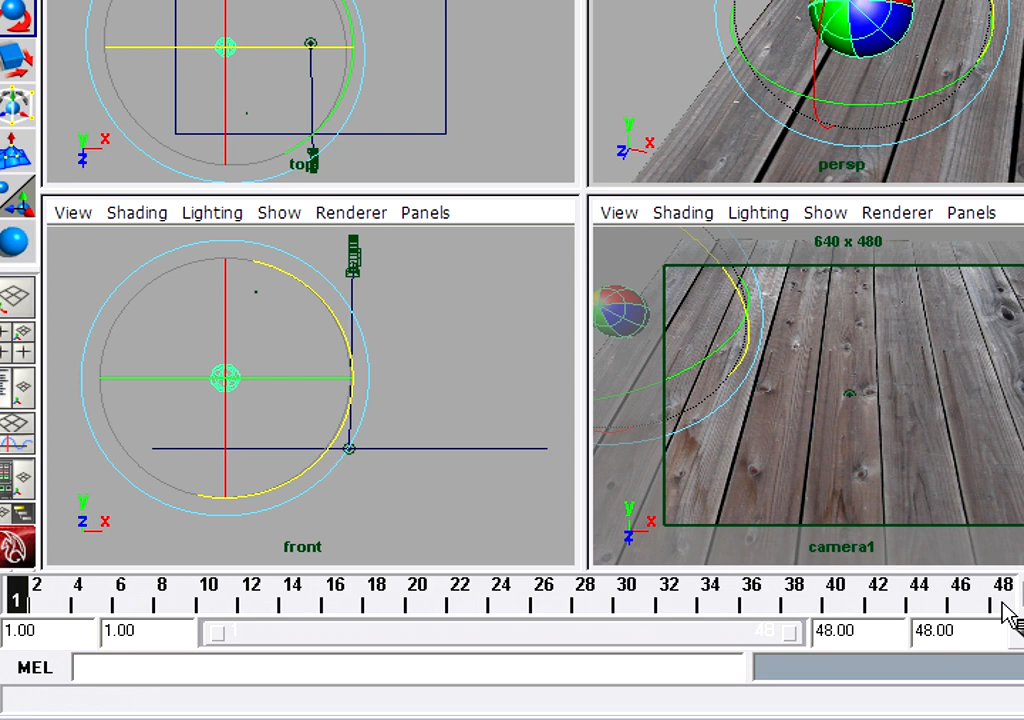 y x
z
top
y x
z
persp
View Shading Lighting Show Renderer Panels
View Shading Lighting Show Renderer Panels
640 x 480
y
z x
front
y x
z
camera1
1 2 4 6 8 10 12 14 16 18 20 22 24 26 28 30 32 34 36 38 40 42 44 46 48
1.00 1.00 1 48 48.00 48.00
MEL